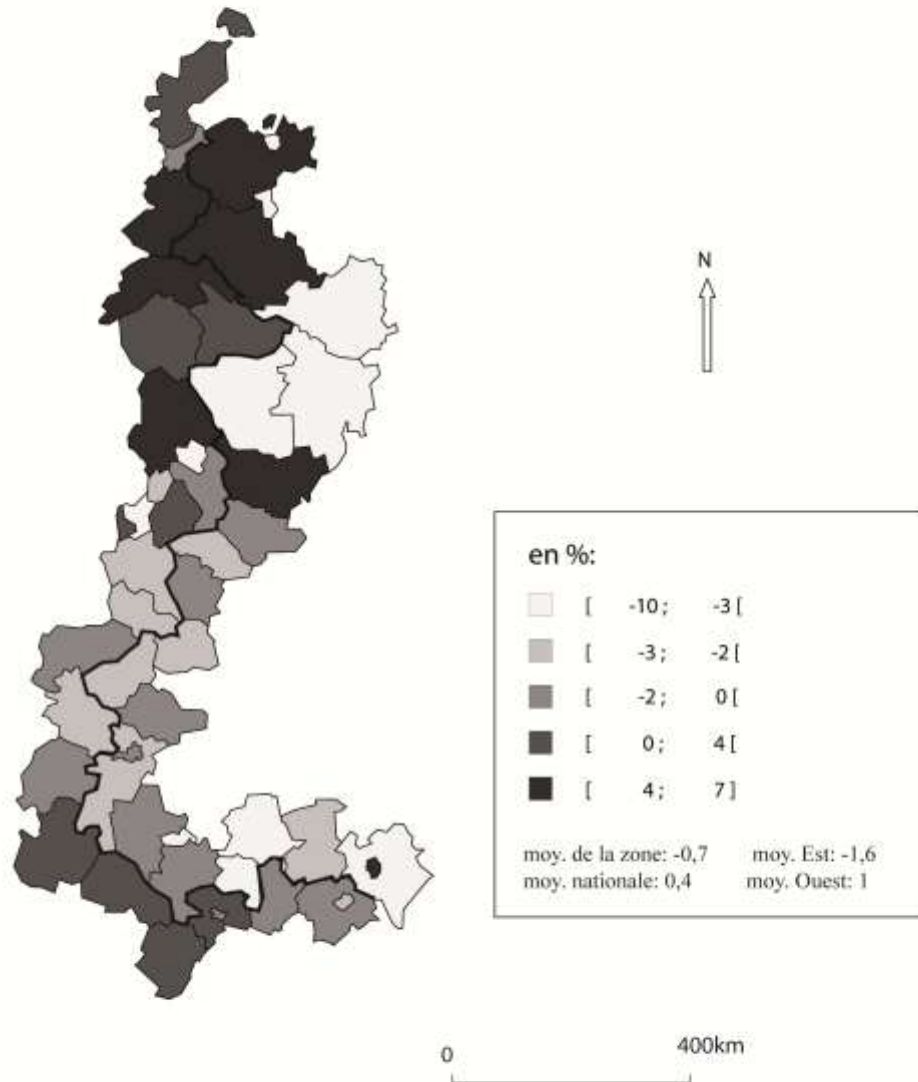 N
en %:
[ -10 ; -3 [
[ -3 ; -2 [
[ -2 ; 0 [
[ 0 ; 4 [
[ 4 ; 7 ]
moy. de la zone: -0,7 moy. Est: -1,6
moy. nationale: 0,4 moy. Ouest: 1
0 400km